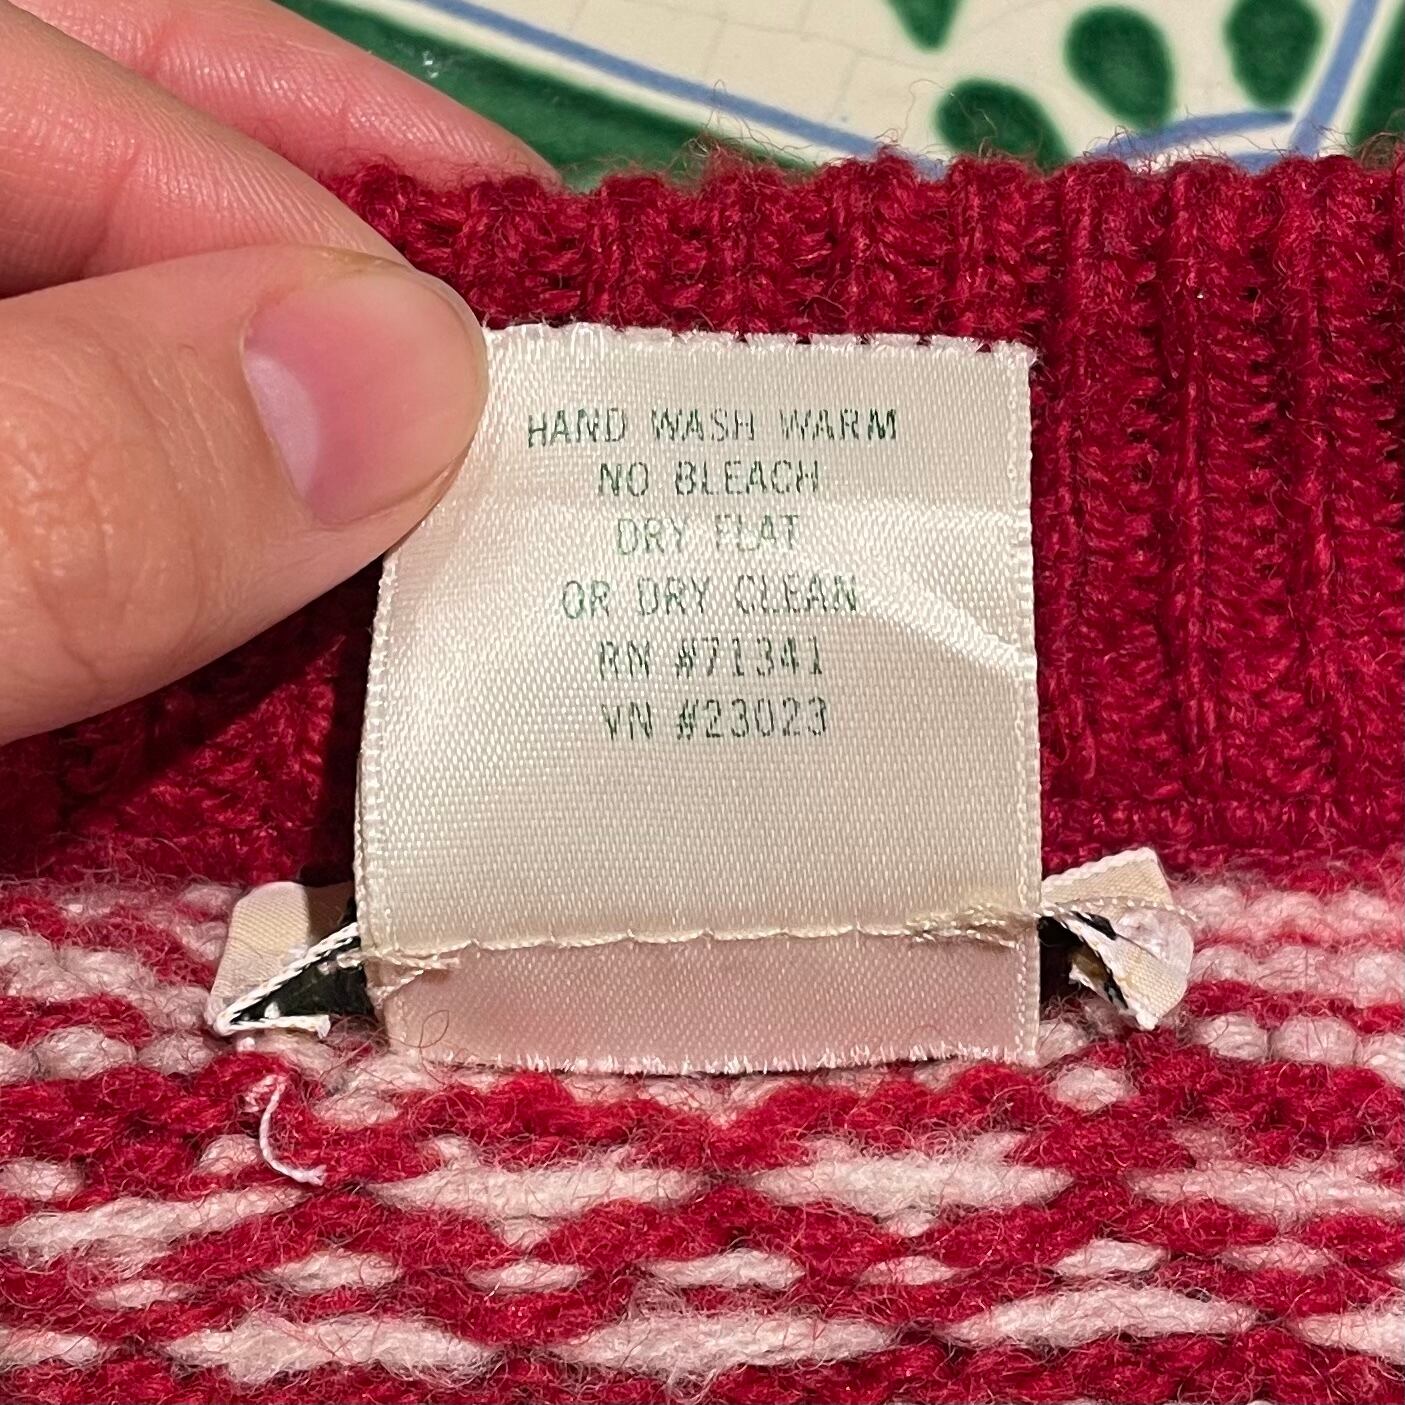 HAND WASH WARM
NO BLEACH
DRY FLAT
OR DRY CLEAN
RN #71341
VN #23023